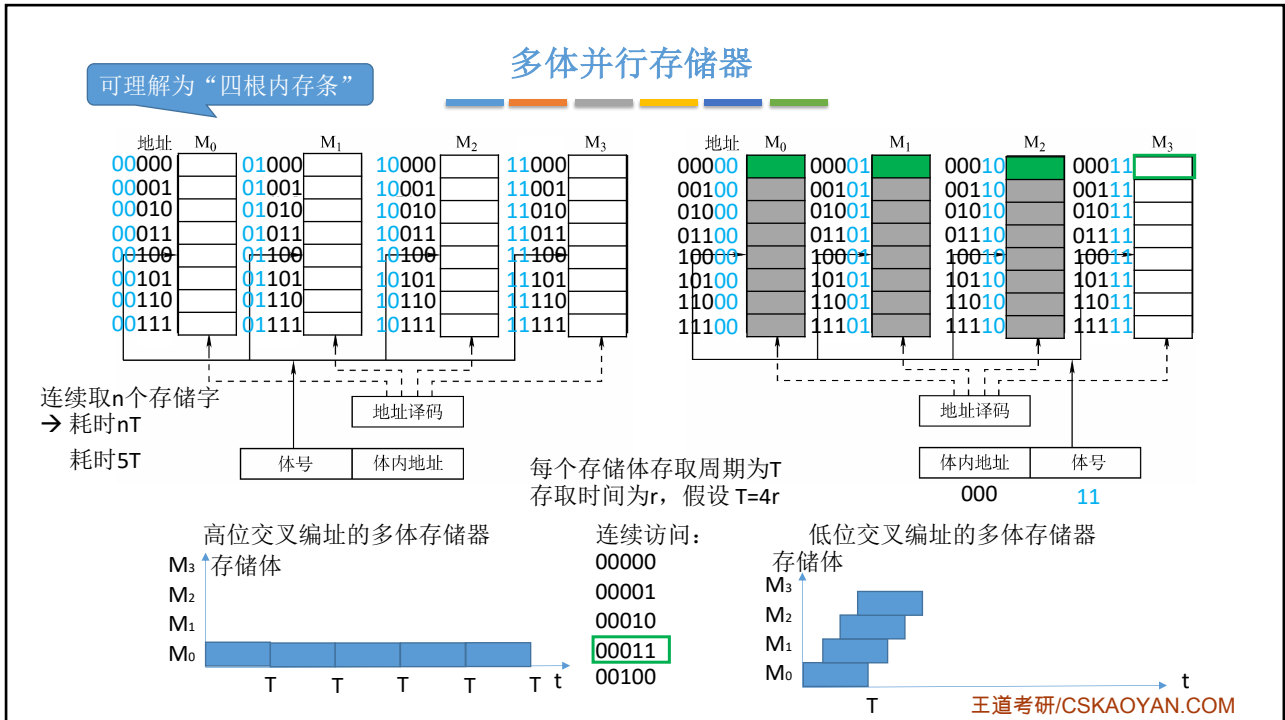 多体并行存储器
可理解为“四根内存条”
地址 M₀ M₁ M₂ M₃
00000 01000 10000 11000
00001 01001 10001 11001
00010 01010 10010 11010
00011 01011 10011 11011
00100 01100 10100 11100
00101 01101 10101 11101
00110 01110 10110 11110
00111 01111 10111 11111
地址译码
体号 体内地址
连续取n个存储字
→ 耗时nT
耗时5T
地址 M₀ M₁ M₂ M₃
00000 00001 00010 00011
00100 00101 00110 00111
01000 01001 01010 01011
01100 01101 01110 01111
10000 10001 10010 10011
10100 10101 10110 10111
11000 11001 11010 11011
11100 11101 11110 11111
地址译码
体内地址 体号
000 11
每个存储体存取周期为T
存取时间为r，假设 T=4r
高位交叉编址的多体存储器
存储体
M₃
M₂
M₁
M₀
T T T T T t
连续访问：
00000
00001
00010
00011
00100
低位交叉编址的多体存储器
存储体
M₃
M₂
M₁
M₀
T t
王道考研/CSKAOYAN.COM